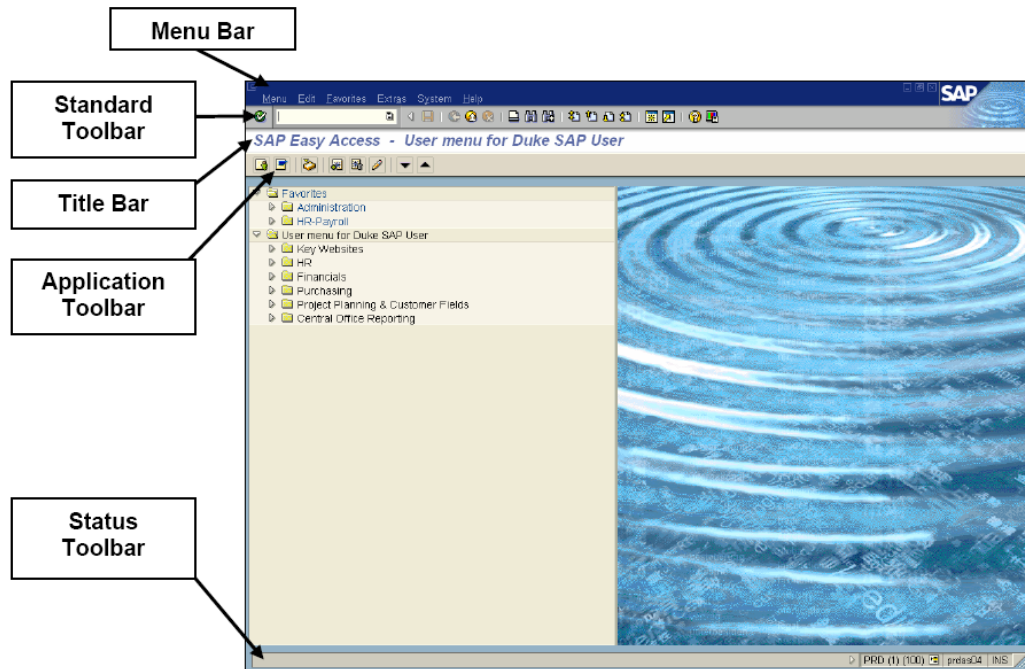 Menu Bar
Standard
Toolbar
Title Bar
Application
Toolbar
Status
Toolbar
Menu Edit Favorites Extras System Help
SAP
SAP Easy Access - User menu for Duke SAP User
Favorites
Administration
HR-Payroll
User menu for Duke SAP User
Key Websites
HR
Financials
Purchasing
Project Planning & Customer Fields
Central Office Reporting
PRD (1) (100) prdas04 INS